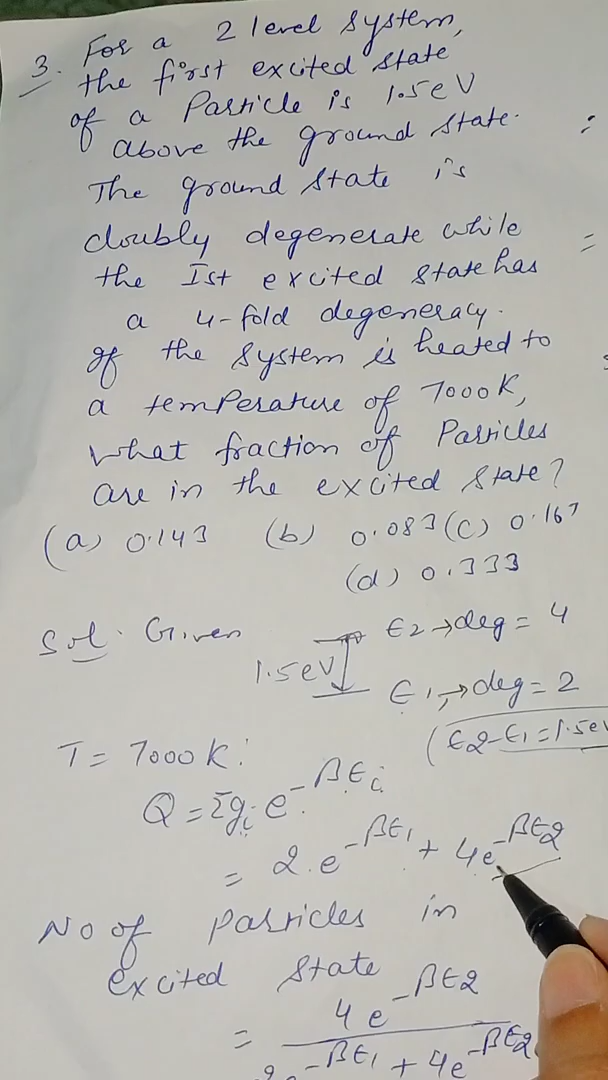 3. For a 2 level system,
the first excited state
of a Particle is 1.5eV
above the ground state.
The ground state is
doubly degenerate while
the Ist excited state has
a 4-fold degeneracy.
If the system is heated to
a temperature of 7000K,
what fraction of Particles
are in the excited state?
(a) 0.143 (b) 0.083 (c) 0.167
(d) 0.333
Sol. Given
ϵ2→deg = 4
1.5eV
ϵ1→deg = 2
(ϵ2-ϵ1 = 1.5eV
T = 7000K.
Q = Σgi e^-βϵi
= 2.e^-βϵ1 + 4e^-βϵ2
No of particles in
excited state
= 4e^-βϵ2
e^-βϵ1 + 4e^-βϵ2